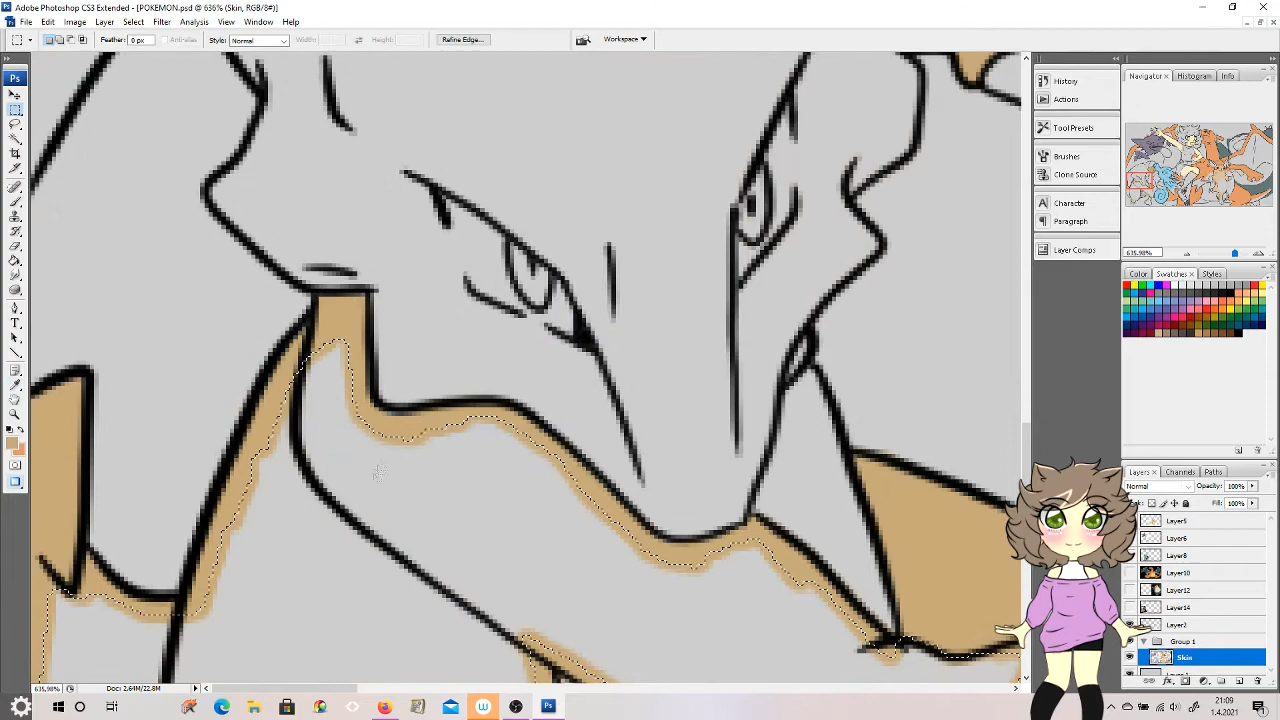 Adobe Photoshop CS3 Extended - [POKEMON.psd @ 636% (Skin, RGB/8#)]
File Edit Image Layer Select Filter Analysis View Window Help
Feather: 0 px Anti-alias Style: Normal Width: Height: Refine Edge... Workspace
Ps
History
Actions
Tool Presets
Brushes
Clone Source
Character
Paragraph
Layer Comps
Navigator Histogram Info
635.98%
Color Swatches Styles
Layers Channels Paths
Normal Opacity: 100%
Fill: 100%
Layer5
Layer6
Layer8
Layer10
Layer12
Layer14
Layer2
Group 1
Skin
635.98% Doc: 2.64M/22.8M
21:09
1.4.2021